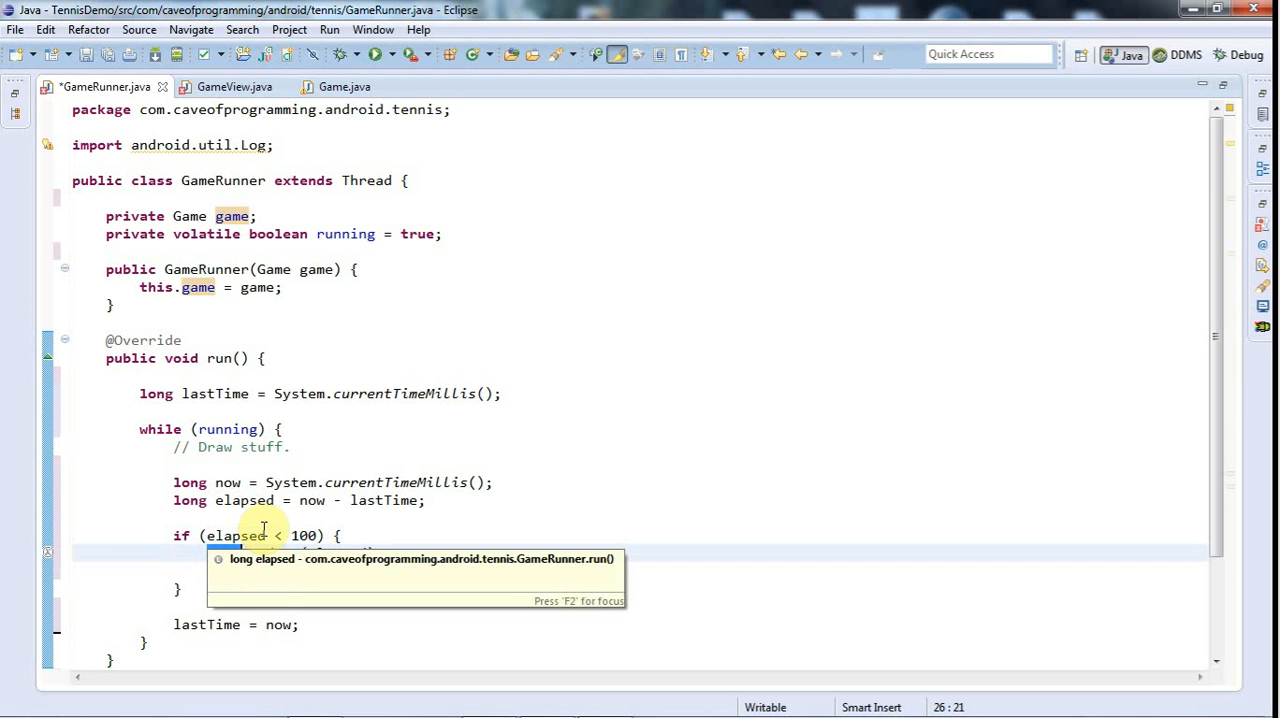 Java - TennisDemo/src/com/caveofprogramming/android/tennis/GameRunner.java - Eclipse
File Edit Refactor Source Navigate Search Project Run Window Help
Quick Access Java DDMS Debug
*GameRunner.java GameView.java Game.java
package com.caveofprogramming.android.tennis;
import android.util.Log;
public class GameRunner extends Thread {
private Game game;
private volatile boolean running = true;
public GameRunner(Game game) {
this.game = game;
}
@Override
public void run() {
long lastTime = System.currentTimeMillis();
while (running) {
// Draw stuff.
long now = System.currentTimeMillis();
long elapsed = now - lastTime;
if (elapsed < 100) {
long elapsed - com.caveofprogramming.android.tennis.GameRunner.run()
}
Press 'F2' for focus
lastTime = now;
}
}
Writable Smart Insert 26 : 21